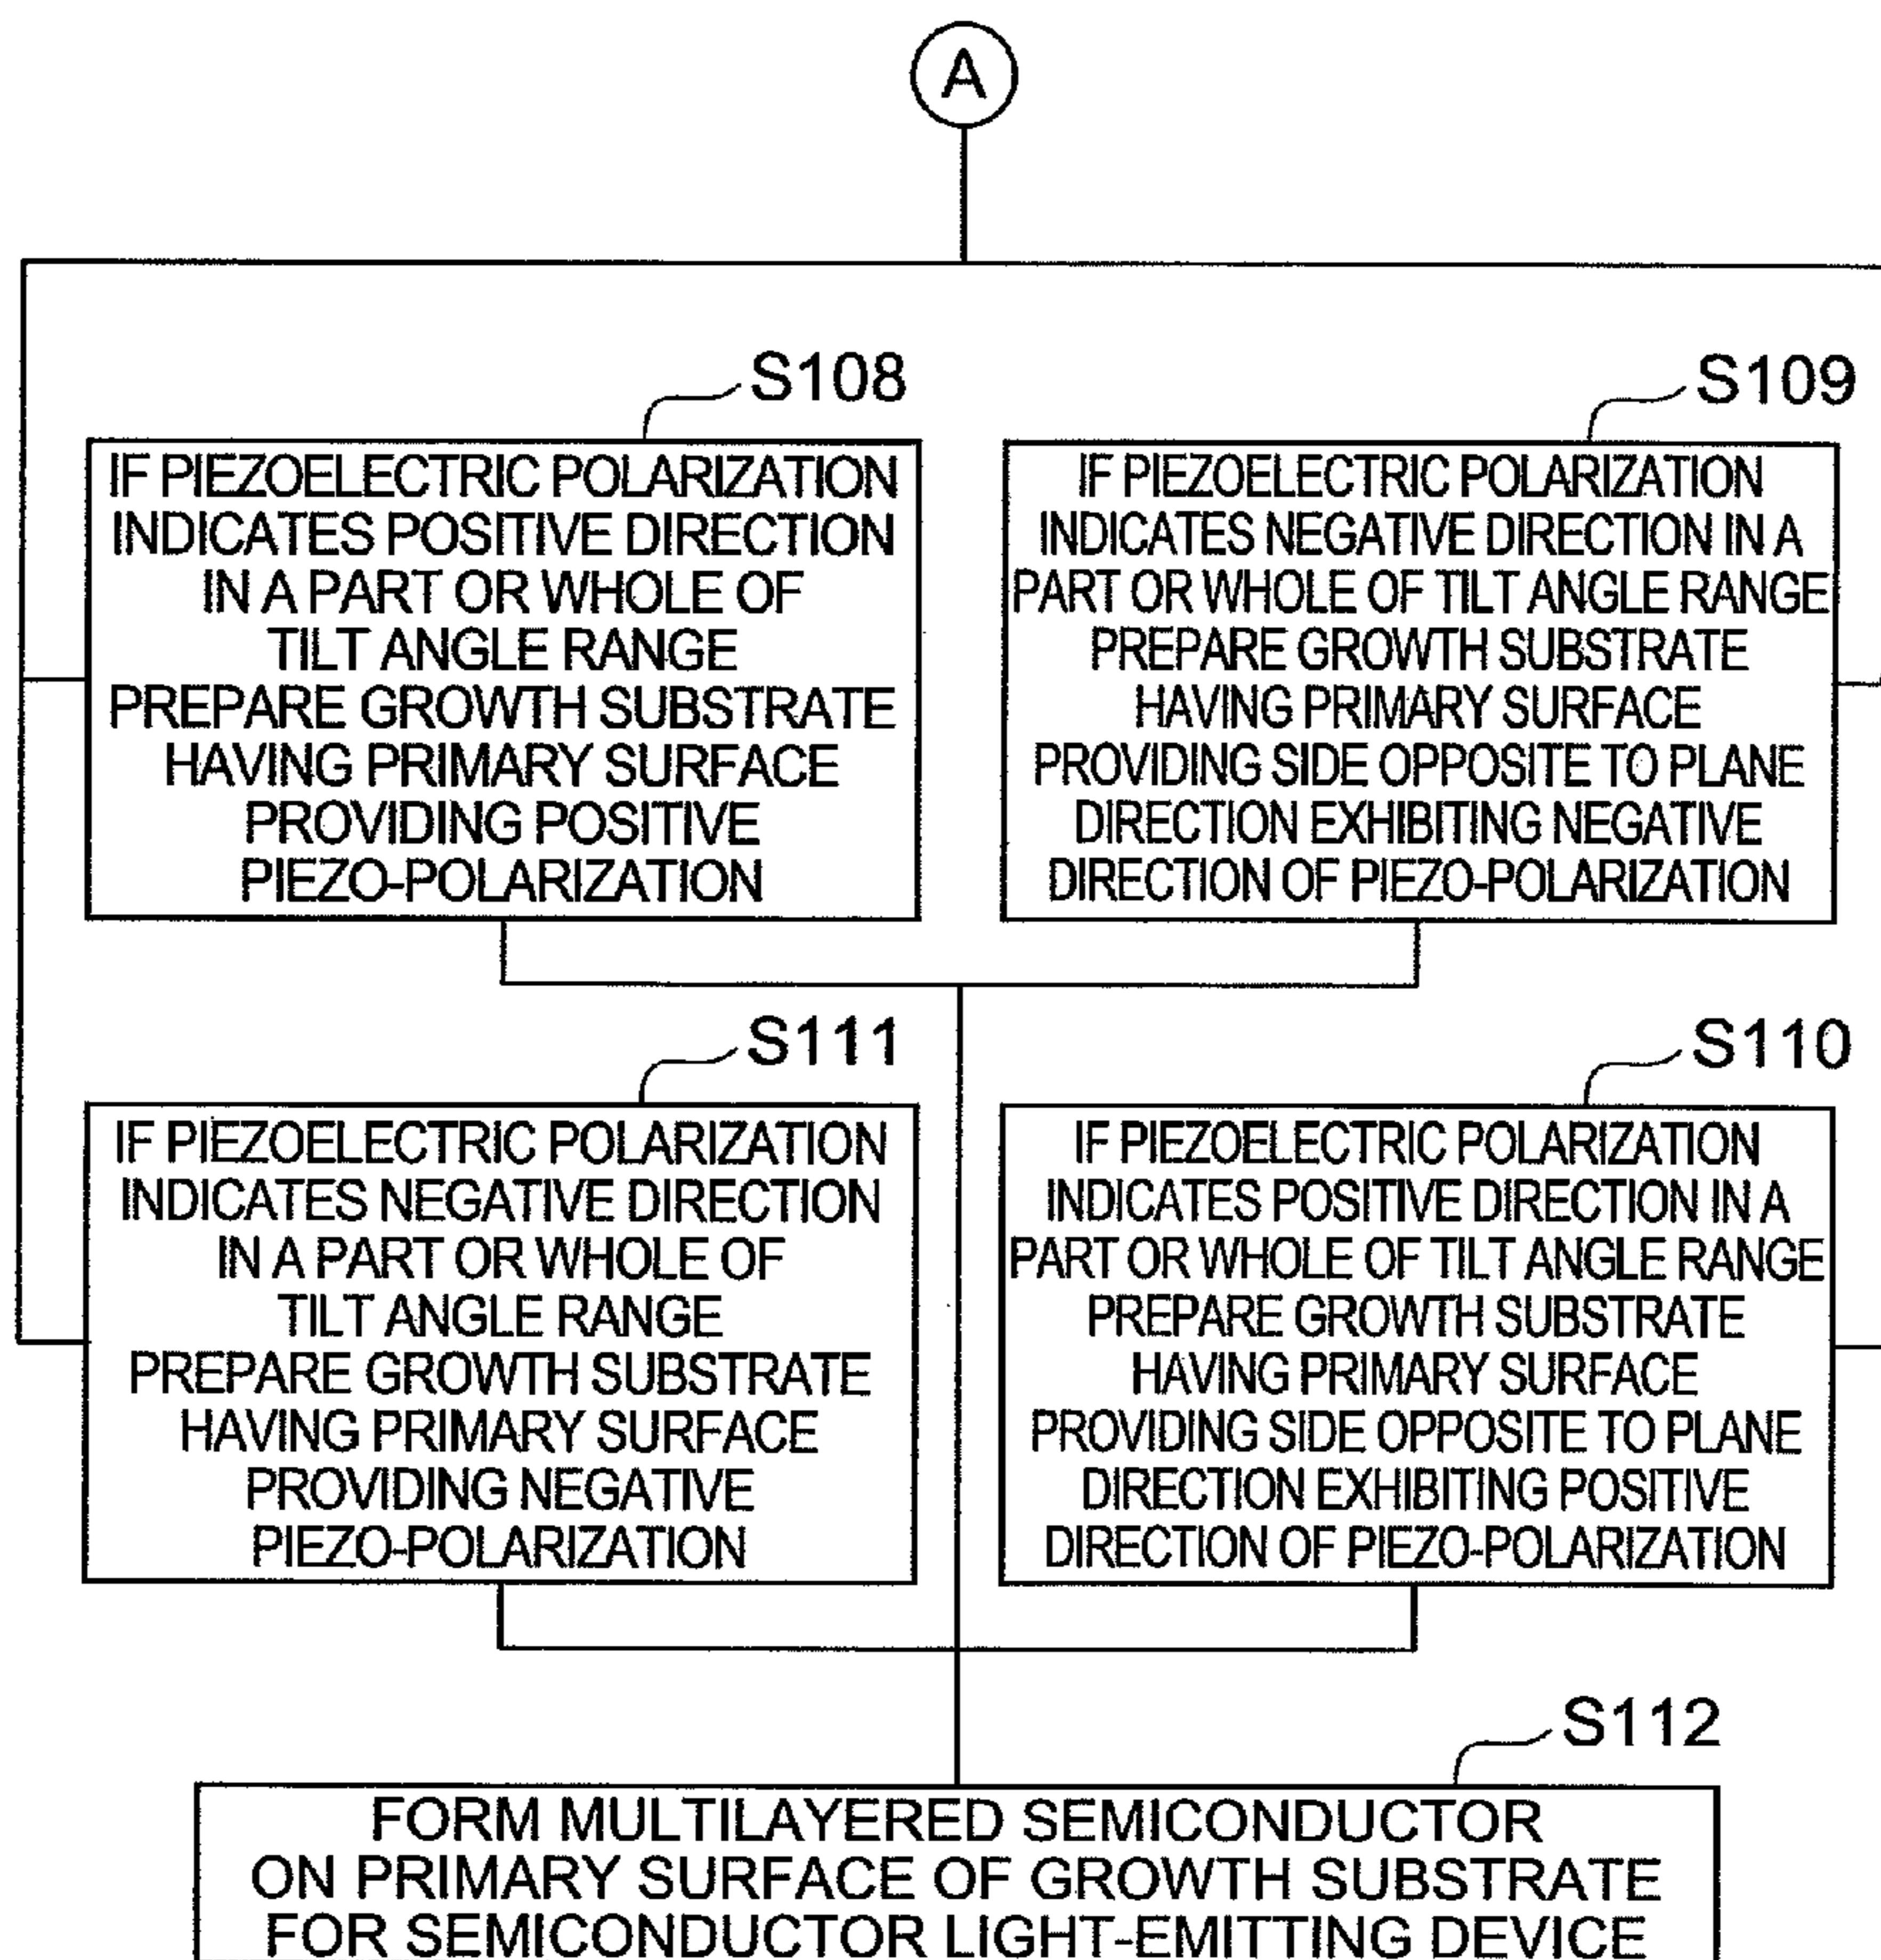 A
S108
IF PIEZOELECTRIC POLARIZATION
INDICATES POSITIVE DIRECTION
IN A PART OR WHOLE OF
TILT ANGLE RANGE
PREPARE GROWTH SUBSTRATE
HAVING PRIMARY SURFACE
PROVIDING POSITIVE
PIEZO-POLARIZATION
S109
IF PIEZOELECTRIC POLARIZATION
INDICATES NEGATIVE DIRECTION IN A
PART OR WHOLE OF TILT ANGLE RANGE
PREPARE GROWTH SUBSTRATE
HAVING PRIMARY SURFACE
PROVIDING SIDE OPPOSITE TO PLANE
DIRECTION EXHIBITING NEGATIVE
DIRECTION OF PIEZO-POLARIZATION
S111
IF PIEZOELECTRIC POLARIZATION
INDICATES NEGATIVE DIRECTION
IN A PART OR WHOLE OF
TILT ANGLE RANGE
PREPARE GROWTH SUBSTRATE
HAVING PRIMARY SURFACE
PROVIDING NEGATIVE
PIEZO-POLARIZATION
S110
IF PIEZOELECTRIC POLARIZATION
INDICATES POSITIVE DIRECTION IN A
PART OR WHOLE OF TILT ANGLE RANGE
PREPARE GROWTH SUBSTRATE
HAVING PRIMARY SURFACE
PROVIDING SIDE OPPOSITE TO PLANE
DIRECTION EXHIBITING POSITIVE
DIRECTION OF PIEZO-POLARIZATION
S112
FORM MULTILAYERED SEMICONDUCTOR
ON PRIMARY SURFACE OF GROWTH SUBSTRATE
FOR SEMICONDUCTOR LIGHT-EMITTING DEVICE